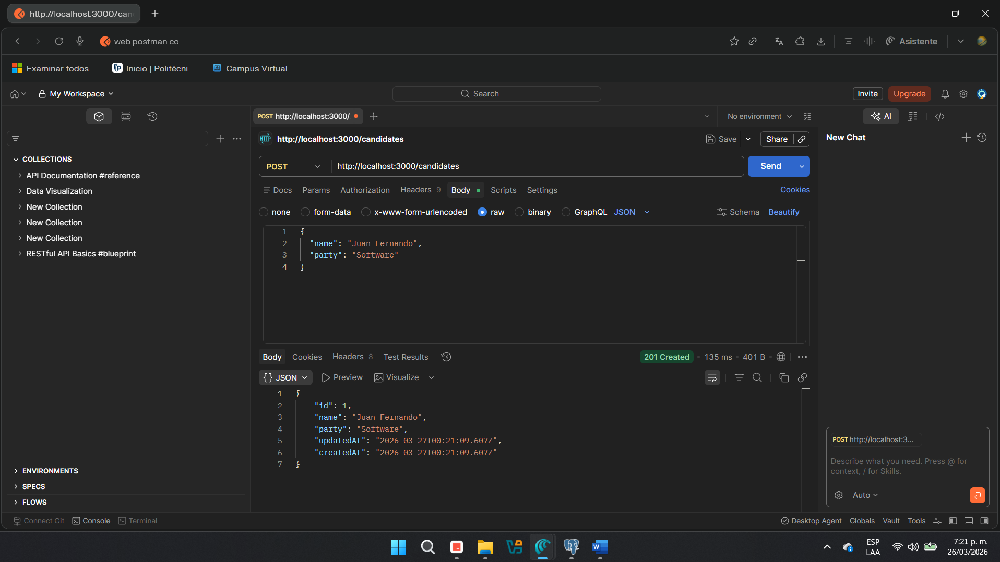 http://localhost:3000/can
web.postman.co
Asistente
Examinar todos...
Inicio | Politécni...
Campus Virtual
My Workspace
Search
Invite
Upgrade
POST http://localhost:3000/
No environment
AI
HTTP http://localhost:3000/candidates
Save
Share
New Chat
COLLECTIONS
API Documentation #reference
Data Visualization
New Collection
New Collection
New Collection
RESTful API Basics #blueprint
POST
http://localhost:3000/candidates
Send
Docs
Params
Authorization
Headers 9
Body
Scripts
Settings
Cookies
none
form-data
x-www-form-urlencoded
raw
binary
GraphQL
JSON
Schema
Beautify
1 {
2 "name": "Juan Fernando",
3 "party": "Software"
4 }
Body
Cookies
Headers 8
Test Results
201 Created
135 ms
401 B
{} JSON
Preview
Visualize
1 {
2 "id": 1,
3 "name": "Juan Fernando",
4 "party": "Software",
5 "updatedAt": "2026-03-27T00:21:09.607Z",
6 "createdAt": "2026-03-27T00:21:09.607Z"
7 }
POST http://localhost:3...
Describe what you need. Press @ for
context, / for Skills.
Auto
ENVIRONMENTS
SPECS
FLOWS
Connect Git
Console
Terminal
Desktop Agent
Globals
Vault
Tools
ESP
LAA
7:21 p. m.
26/03/2026